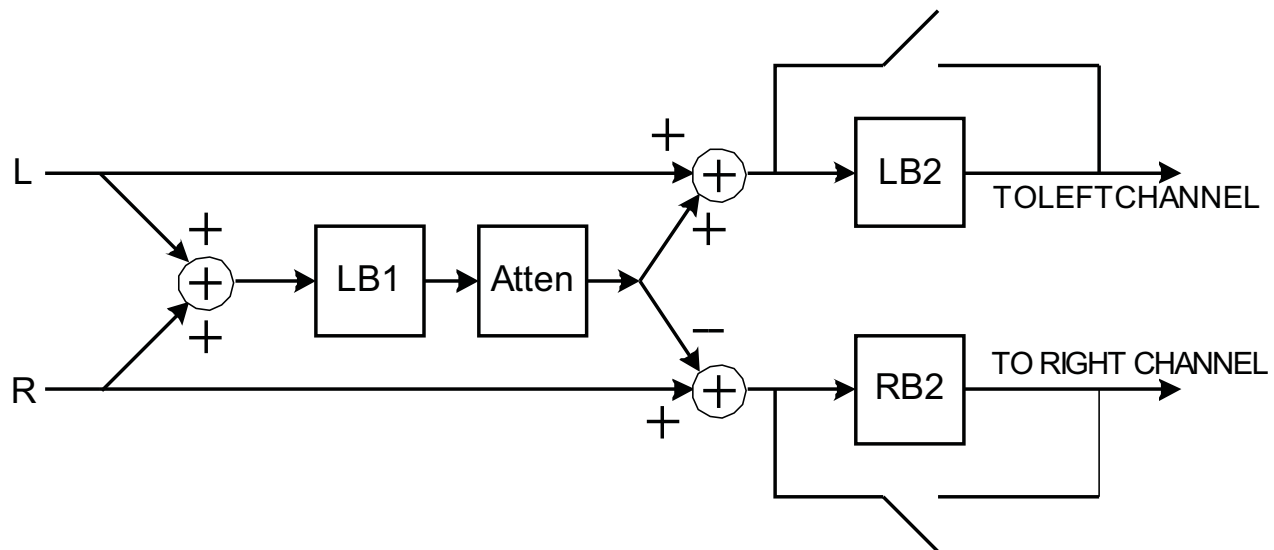 +
L
+
LB2
TOLEFTCHANNEL
+
+
+
LB1
Atten
+
+
--
TO RIGHT CHANNEL
R
+
RB2
+